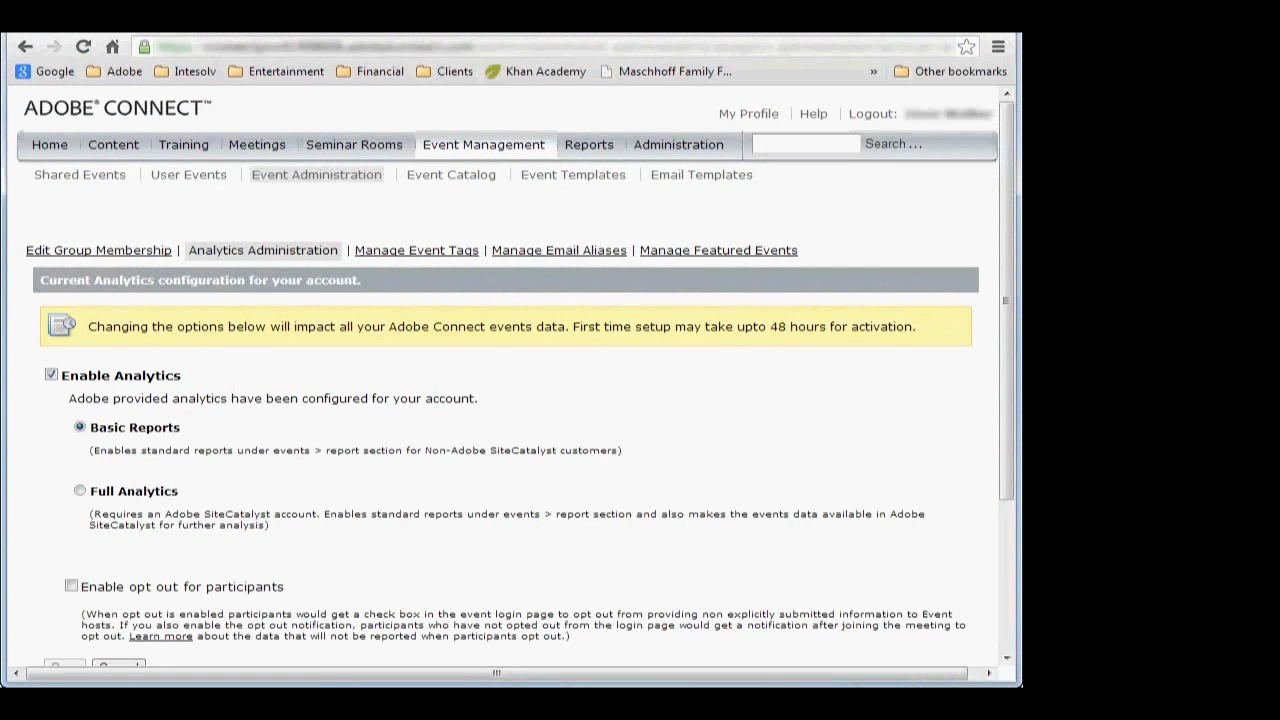 Google Adobe Intesolv Entertainment Financial Clients Khan Academy Maschhoff Family F... » Other bookmarks
ADOBE® CONNECT™
My Profile | Help | Logout:
Home Content Training Meetings Seminar Rooms Event Management Reports Administration Search ...
Shared Events | User Events | Event Administration | Event Catalog | Event Templates | Email Templates
Edit Group Membership | Analytics Administration | Manage Event Tags | Manage Email Aliases | Manage Featured Events
Current Analytics configuration for your account.
Changing the options below will impact all your Adobe Connect events data. First time setup may take upto 48 hours for activation.
Enable Analytics
Adobe provided analytics have been configured for your account.
Basic Reports
(Enables standard reports under events > report section for Non-Adobe SiteCatalyst customers)
Full Analytics
(Requires an Adobe SiteCatalyst account. Enables standard reports under events > report section and also makes the events data available in Adobe
SiteCatalyst for further analysis)
Enable opt out for participants
(When opt out is enabled participants would get a check box in the event login page to opt out from providing non explicitly submitted information to Event
hosts. If you also enable the opt out notification, participants who have not opted out from the login page would get a notification after joining the meeting to
opt out. Learn more about the data that will not be reported when participants opt out.)